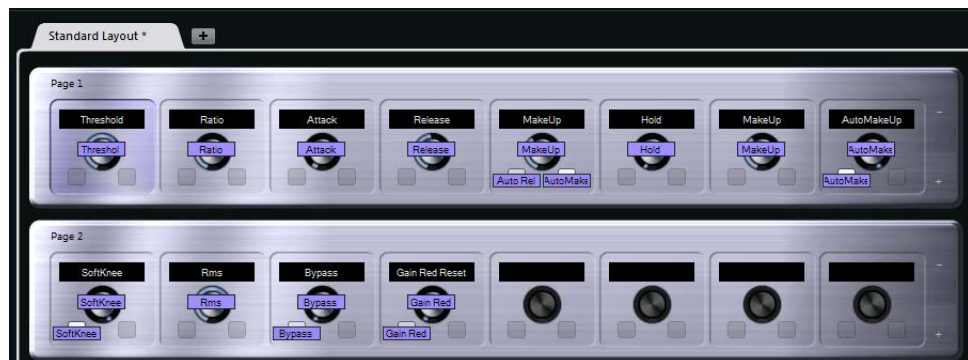 Standard Layout * +
Page 1
Threshold Ratio Attack Release MakeUp Hold MakeUp AutoMakeUp
Threshol Ratio Attack Release MakeUp Hold MakeUp AutoMake
Auto Rel AutoMake AutoMake
Page 2
SoftKnee Rms Bypass Gain Red Reset
SoftKnee Rms Bypass Gain Red
SoftKnee Bypass Gain Red